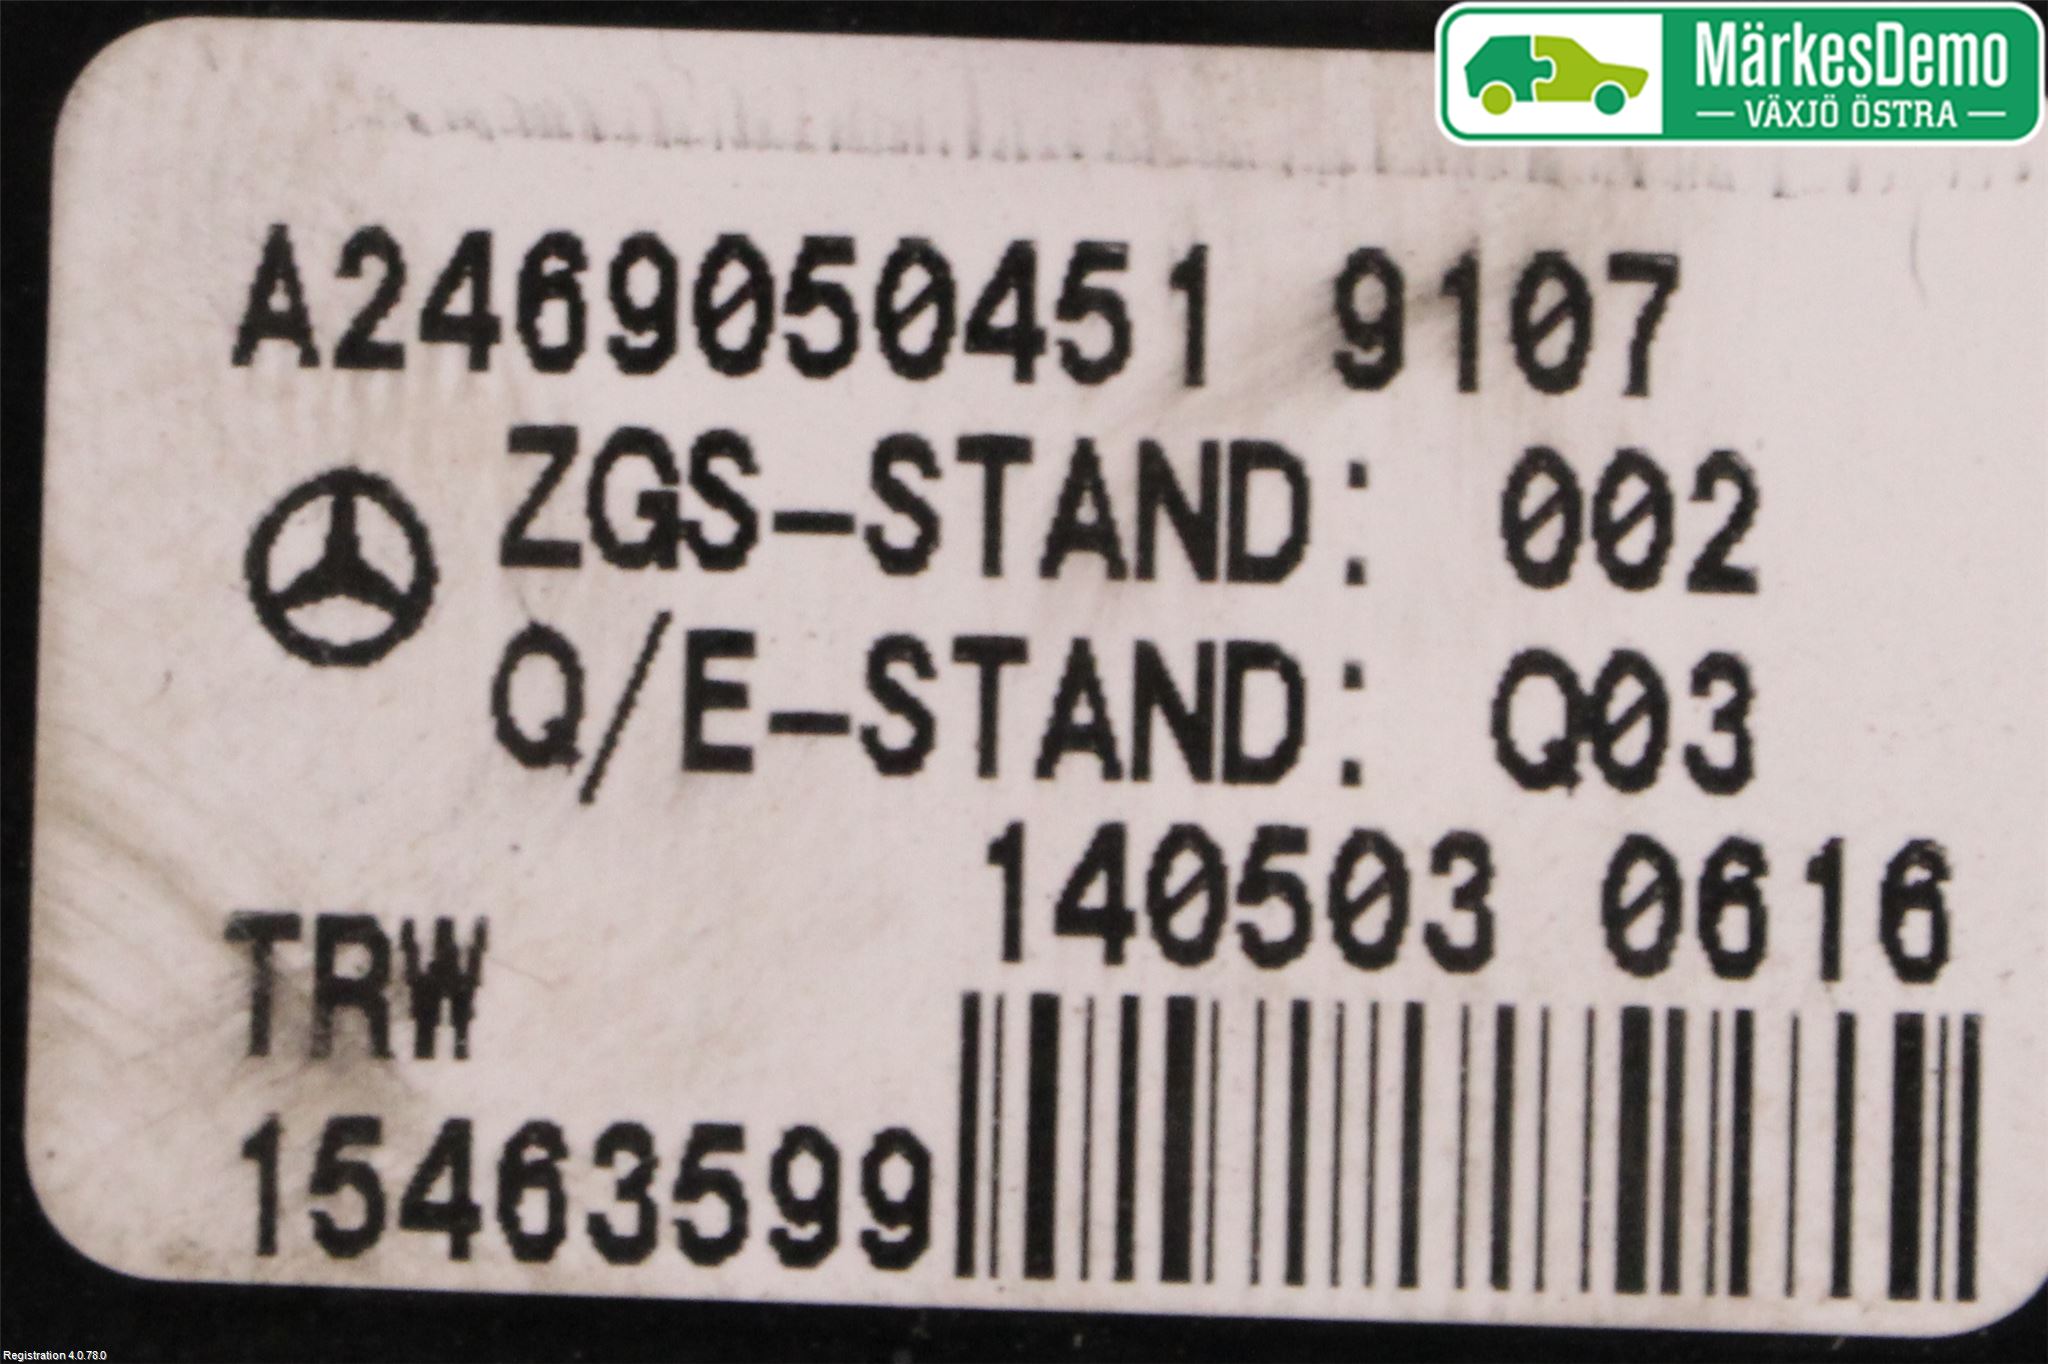 MärkesDemo
VÄXJÖ ÖSTRA
A2469050451 9107
ZGS-STAND: 002
Q/E-STAND: Q03
140503 0616
TRW
15463599
Registration 4.0.78.0